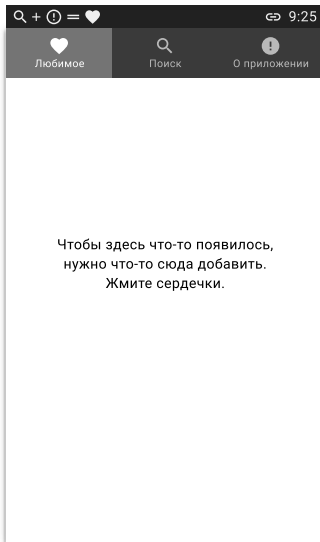 9:25
Любимое
Поиск
О приложении
Чтобы здесь что-то появилось,
нужно что-то сюда добавить.
Жмите сердечки.